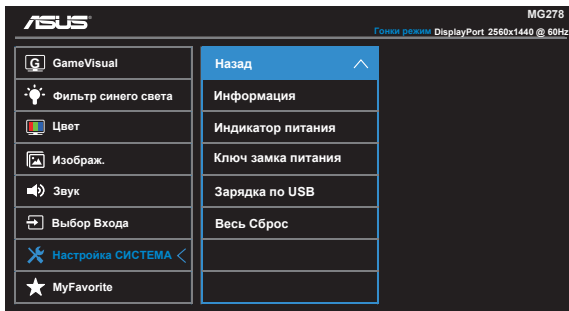 ASUS
MG278
Гонки режим DisplayPort 2560x1440 @ 60Hz
G GameVisual
Фильтр синего света
Цвет
Изображ.
Звук
Выбор Входа
Настройка СИСТЕМА
MyFavorite
Назад
Информация
Индикатор питания
Ключ замка питания
Зарядка по USB
Весь Сброс